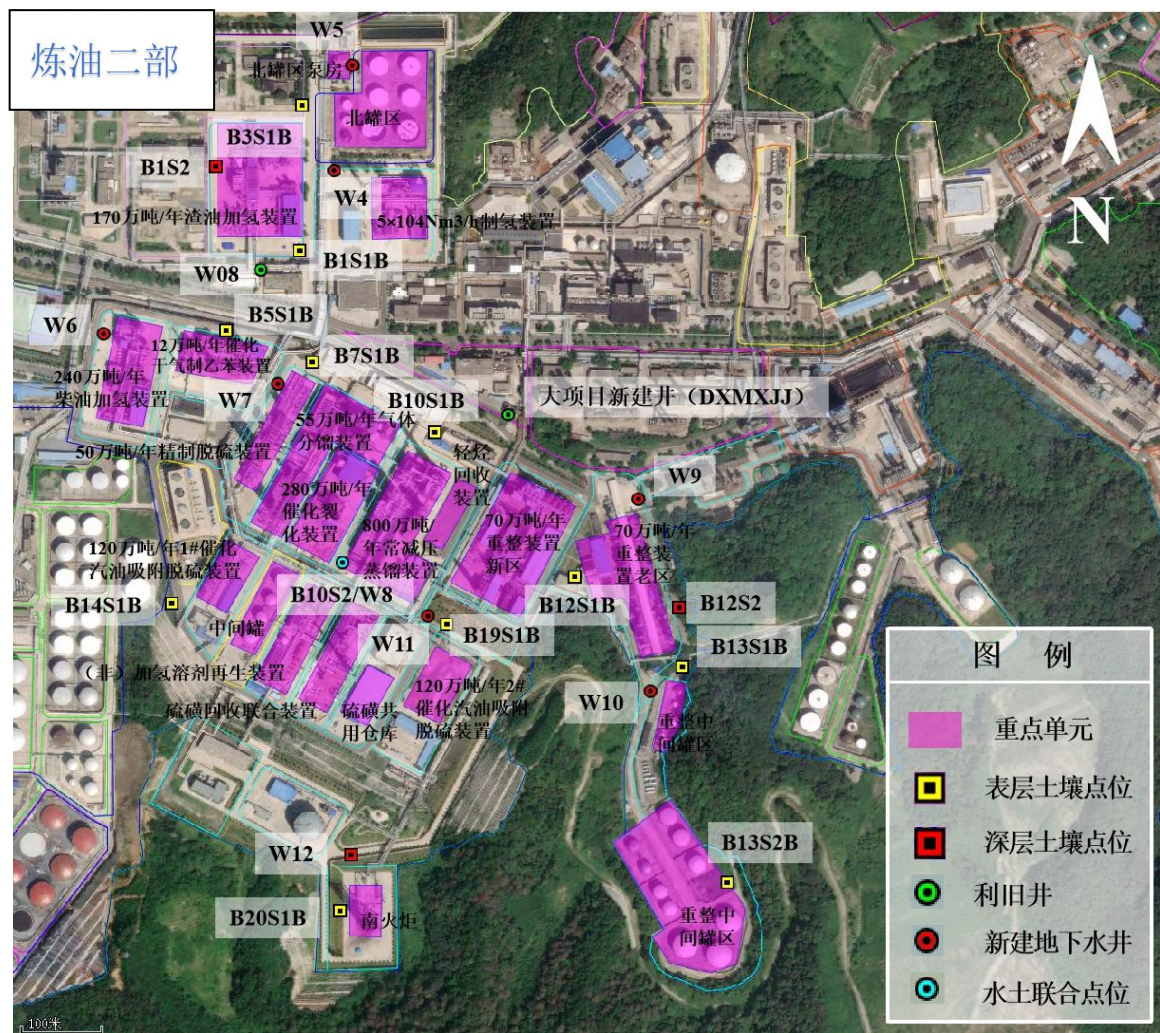 炼油二部
W5
北罐区泵房
北罐区
B3S1B
B1S2
W4
170万吨/年渣油加氢装置
5×104Nm3/h制氢装置
N
B1S1B
W08
B5S1B
W6
12万吨/年催化
干气制乙苯装置
B7S1B
240万吨/年
柴油加氢装置
W7
B10S1B
大项目新建井（DXMXJJ）
55万吨/年气体
分馏装置
50万吨/年精制脱硫装置
轻烃
回收
装置
280万吨/年
催化裂
化装置
W9
800万吨/
年常减压
蒸馏装置
70万吨/年
重整装置
新区
70万吨/年
重整装
置老区
120万吨/年1#催化
汽油吸附脱硫装置
B10S2/W8
B14S1B
B12S1B
B12S2
中间罐
W11
B19S1B
B13S1B
（非）加氢溶剂再生装置
硫磺回收联合装置
硫磺共
用仓库
120万吨/年2#
催化汽油吸附
脱硫装置
W10
重整中
间罐区
W12
B13S2B
B20S1B
南火炬
重整中
间罐区
图 例
重点单元
表层土壤点位
深层土壤点位
利旧井
新建地下水井
水土联合点位
100米